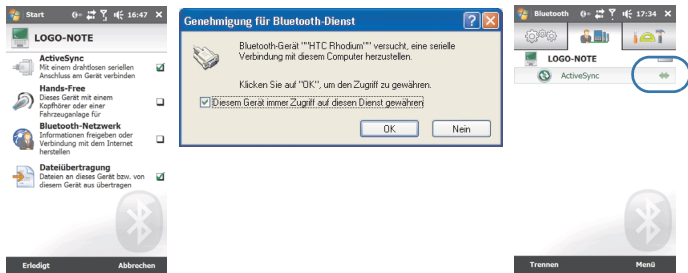 Start 16:47
LOGO-NOTE
ActiveSync
Mit einem drahtlosen seriellen
Anschluss am Gerät verbinden
Hands-Free
Dieses Gerät mit einem
Kopfhörer oder einer
Fahrzeuganlage für
Bluetooth-Netzwerk
Informationen freigeben oder
Verbindung mit dem Internet
herstellen
Dateiübertragung
Dateien an dieses Gerät bzw. von
diesem Gerät aus übertragen
Erledigt Abbrechen
Genehmigung für Bluetooth-Dienst
Bluetooth-Gerät ""HTC Rhodium"" versucht, eine serielle
Verbindung mit diesem Computer herzustellen.
Klicken Sie auf "OK", um den Zugriff zu gewähren.
Diesem Gerät immer Zugriff auf diesen Dienst gewähren
OK Nein
Bluetooth 17:34
LOGO-NOTE
ActiveSync
Trennen Menü